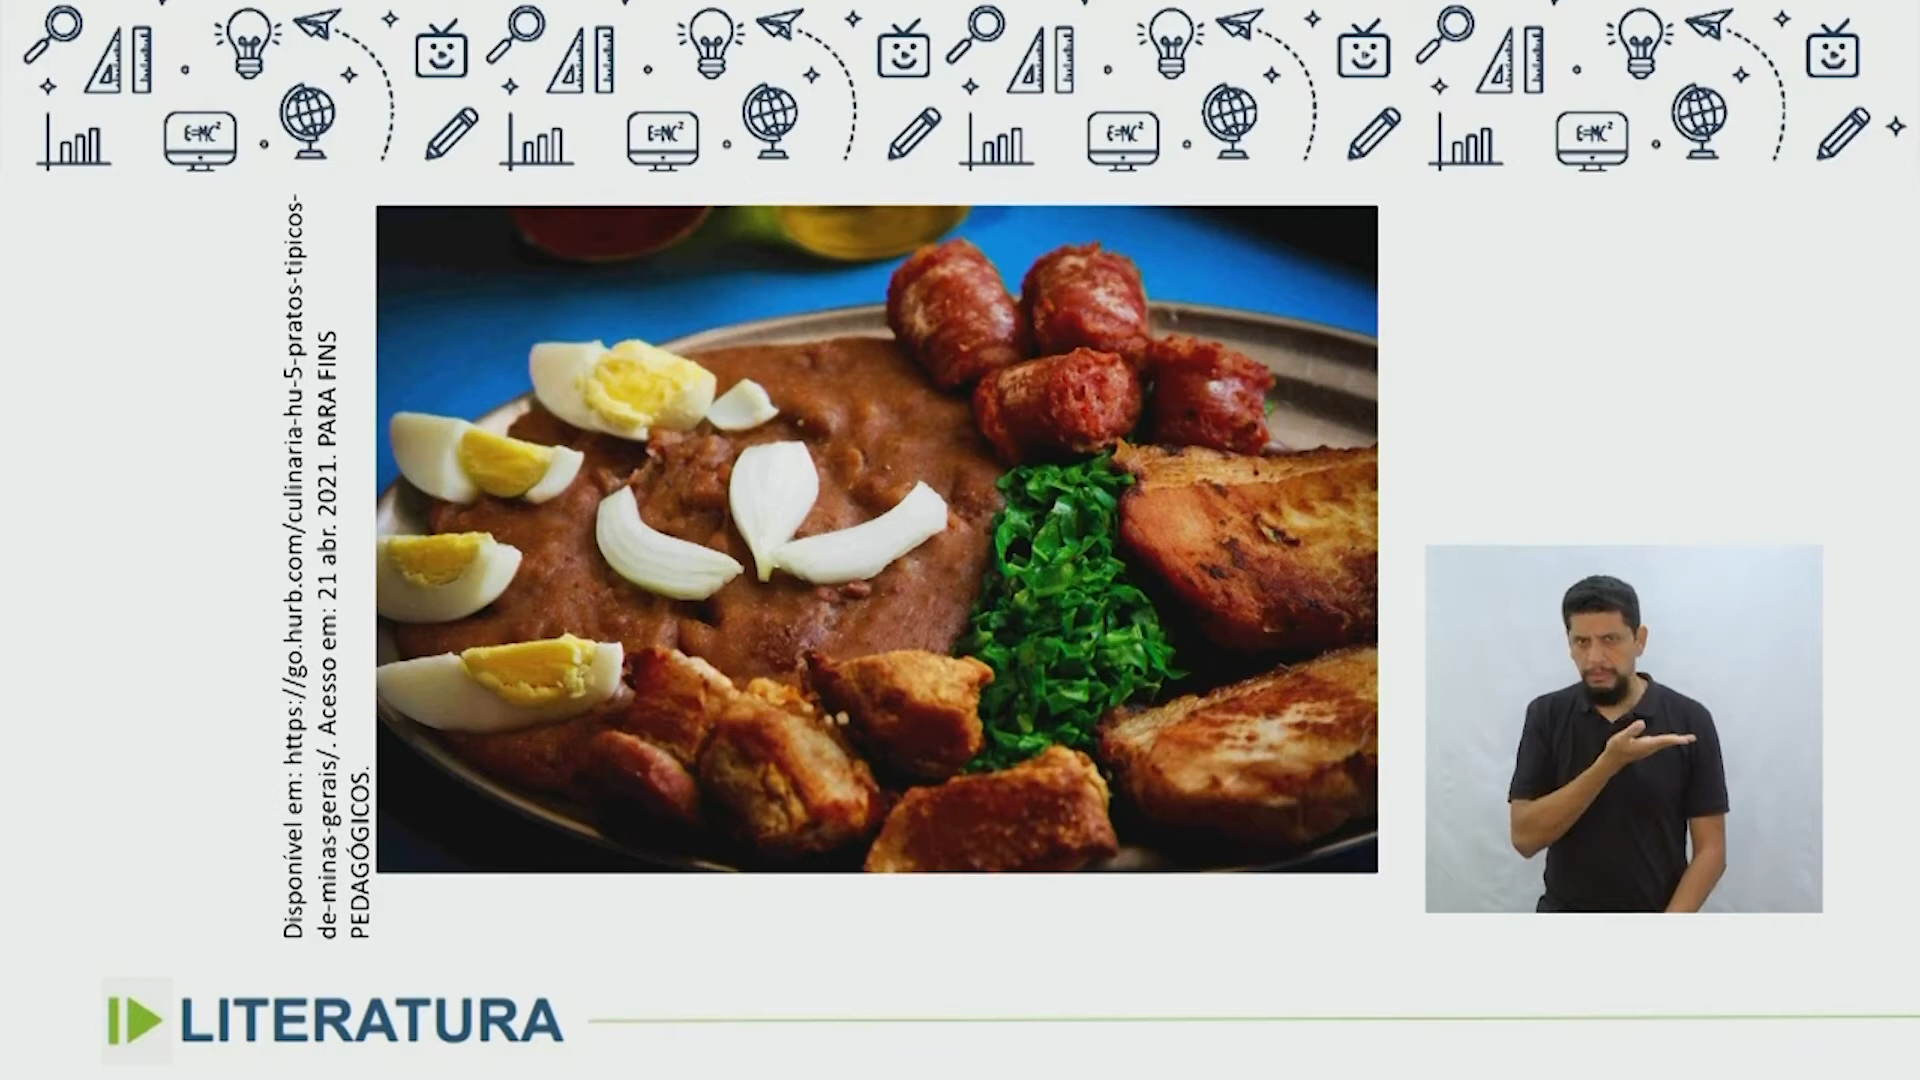 E=MC²
E=MC²
E=MC²
E=MC²
Disponível em: https://go.hurb.com/culinaria-hu-5-pratos-tipicos-
de-minas-gerais/. Acesso em: 21 abr. 2021. PARA FINS
PEDAGÓGICOS.
LITERATURA